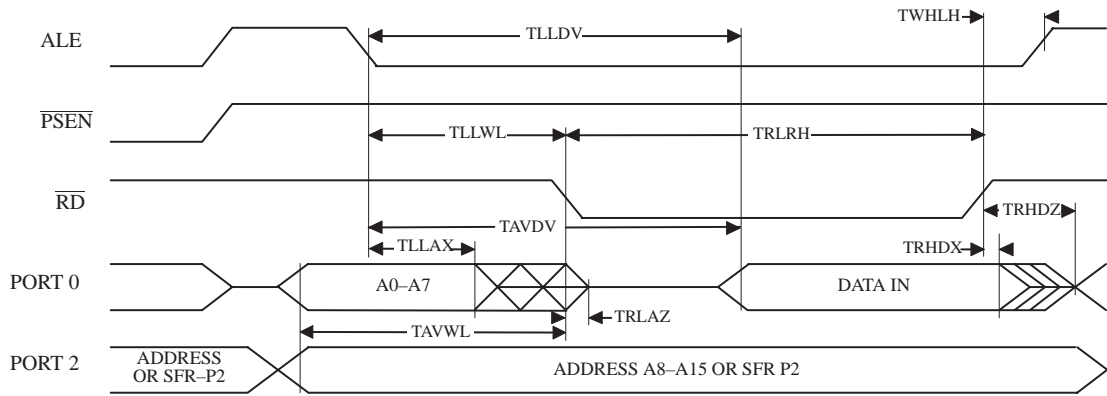 TWHLH
ALE
TLLDV
PSEN
TLLWL
TRLRH
RD
TRHDZ
TAVDV
TLLAX
TRHDX
PORT 0
A0–A7
DATA IN
TRLAZ
TAVWL
PORT 2
ADDRESS
OR SFR–P2
ADDRESS A8–A15 OR SFR P2